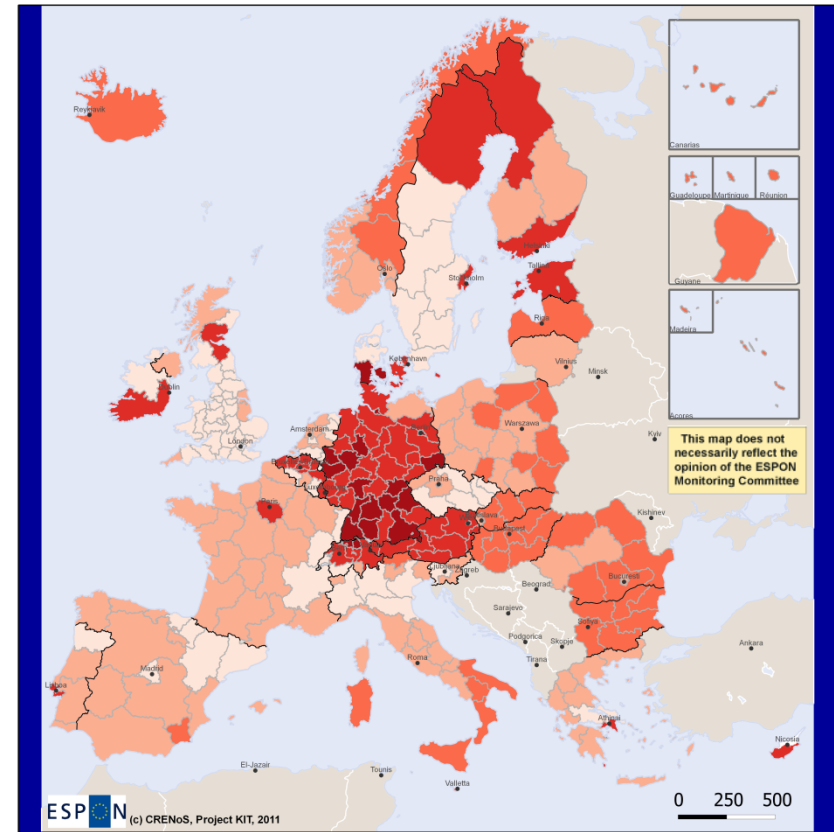 Reykjavik
Canarias
Guadeloupe
Martinique
Réunion
Guyane
Madeira
Acores
Oslo
Stockholm
Helsinki
Tallinn
Riga
Vilnius
Minsk
København
Dublin
London
Amsterdam
Berlin
Warszawa
Kyiv
This map does not
necessarily reflect the
opinion of the ESPON
Monitoring Committee
Praha
Paris
Kishinev
Budapest
Ljubljana
Zagreb
Beograd
Bucuresti
Sarajevo
Sofiya
Podgorica
Skopje
Ankara
Madrid
Roma
Tirana
Lisboa
Athinai
Nicosia
El-Jazair
Tunis
Valletta
0 250 500
ESPON
(c) CRENoS, Project KIT, 2011